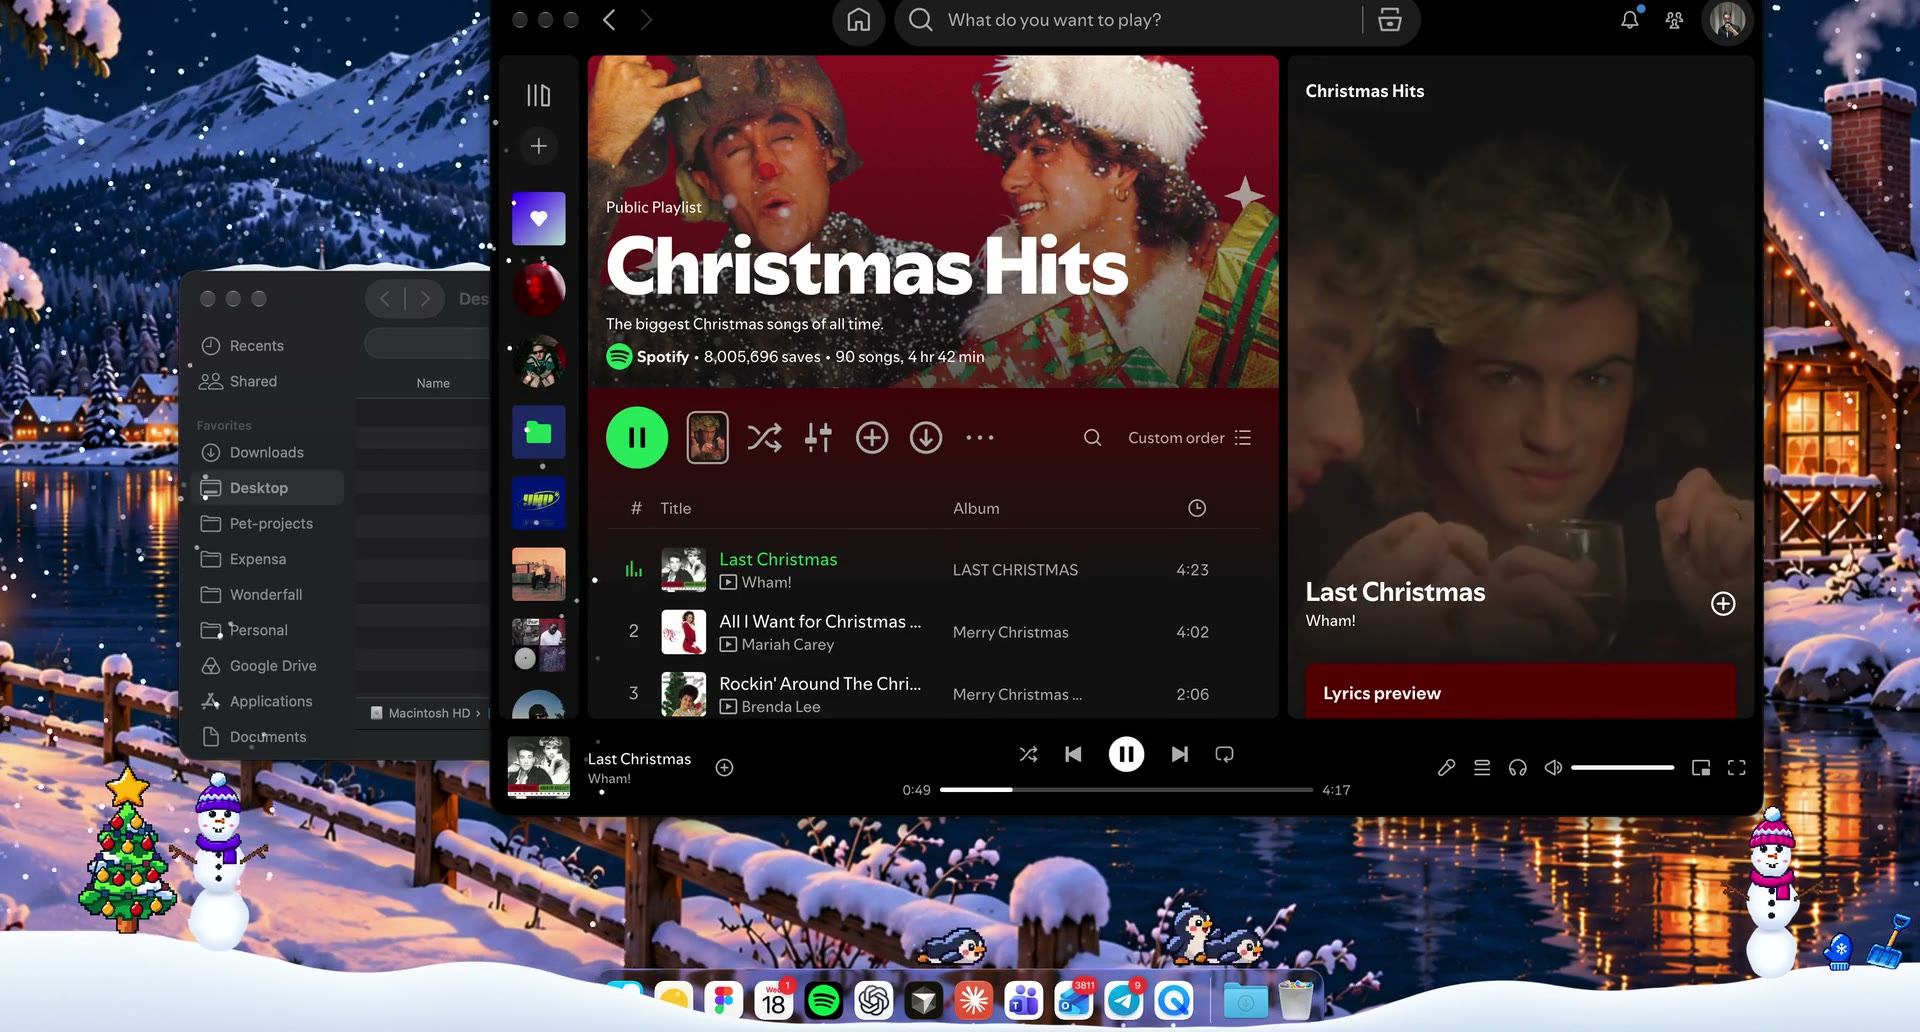 What do you want to play?
Des
Recents
Shared
Name
Favorites
Downloads
Desktop
Pet-projects
Expensa
Wonderfall
Personal
Google Drive
Applications
Documents
Macintosh HD
Public Playlist
Christmas Hits
The biggest Christmas songs of all time.
Spotify • 8,005,696 saves • 90 songs, 4 hr 42 min
Custom order
# Title Album
Last Christmas
Wham!
LAST CHRISTMAS
4:23
2
All I Want for Christmas ...
Mariah Carey
Merry Christmas
4:02
3
Rockin' Around The Chri...
Brenda Lee
Merry Christmas ...
2:06
Christmas Hits
Last Christmas
Wham!
Lyrics preview
Last Christmas
Wham!
0:49
4:17
1
18
3811
9